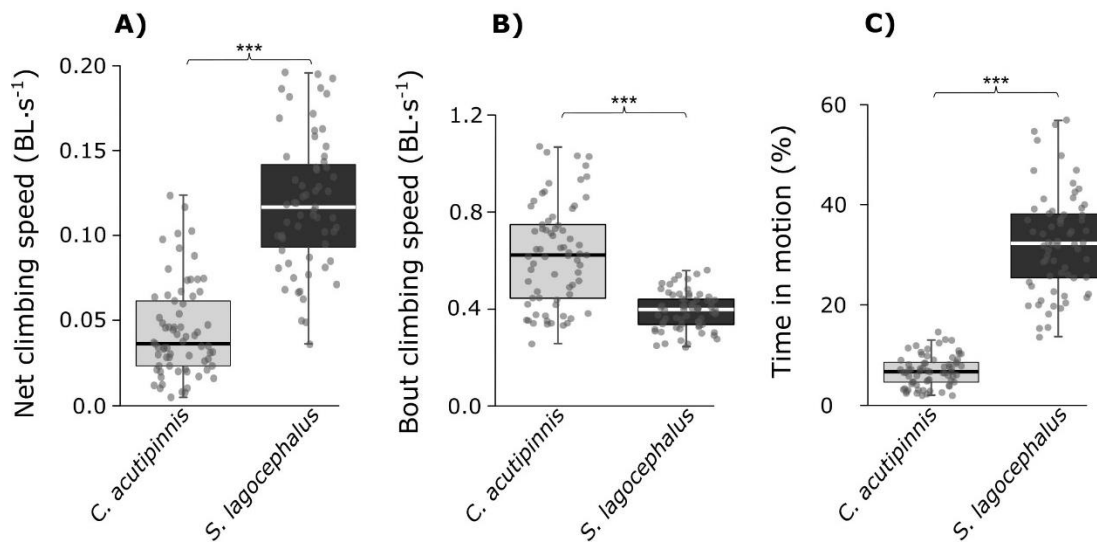 A)
***
Net climbing speed (BL·s⁻¹)
0.20
0.15
0.10
0.05
0.0
C. acutipinnis
S. lagocephalus
B)
***
Bout climbing speed (BL·s⁻¹)
1.2
0.8
0.4
0.0
C. acutipinnis
S. lagocephalus
C)
***
Time in motion (%)
60
40
20
0
C. acutipinnis
S. lagocephalus